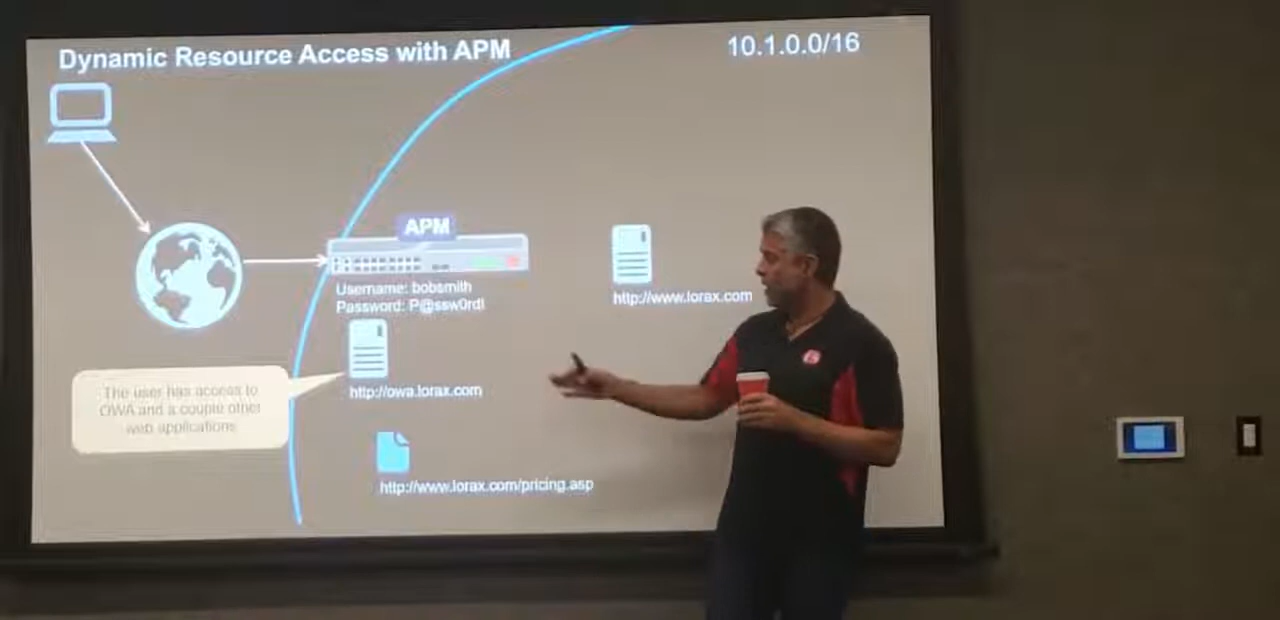 Dynamic Resource Access with APM
10.1.0.0/16
APM
Username: bobsmith
Password: P@ssw0rd!
http://www.lorax.com
http://owa.lorax.com
The user has access to
OWA and a couple other
web applications
http://www.lorax.com/pricing.asp